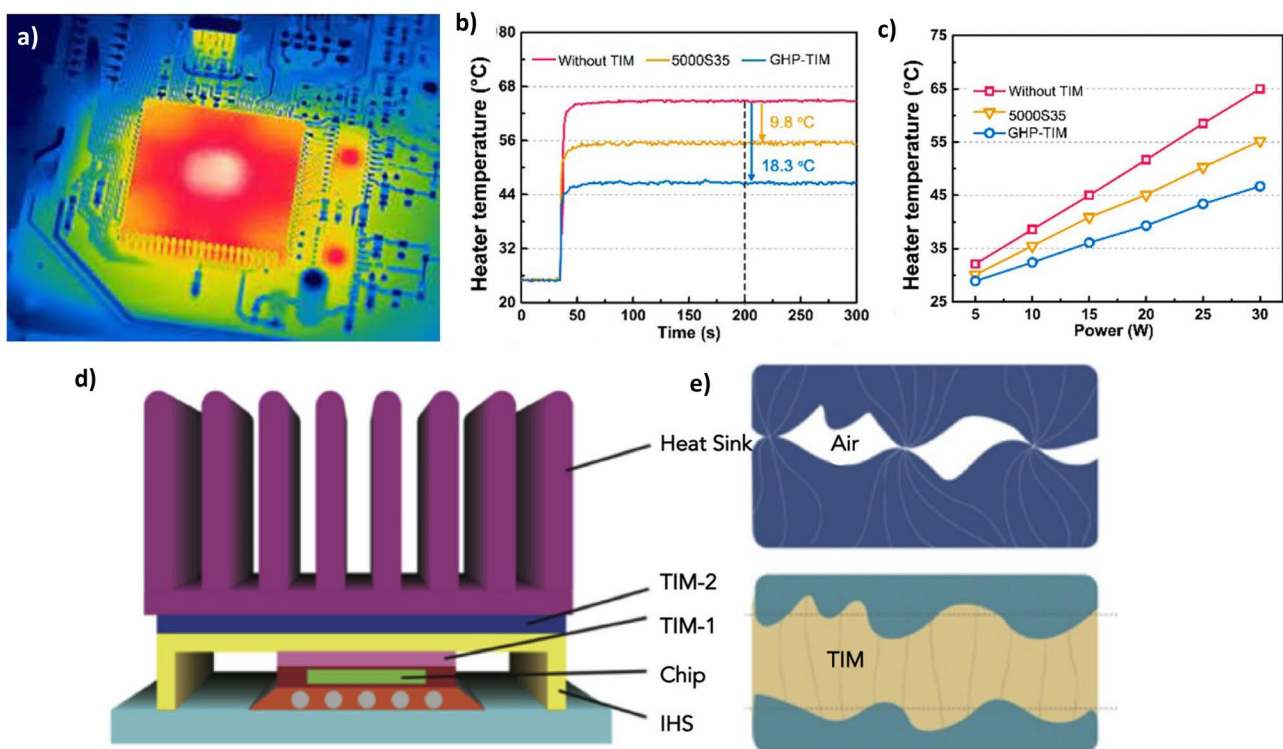 a)
b)
Heater temperature (°C)
80
68
56
44
32
20
Without TIM 5000S35 GHP-TIM
9.8 °C
18.3 °C
0 50 100 150 200 250 300
Time (s)
c)
Heater temperature (°C)
75
65
55
45
35
25
Without TIM
5000S35
GHP-TIM
5 10 15 20 25 30
Power (W)
d)
Heat Sink
TIM-2
TIM-1
Chip
IHS
e)
Air
TIM